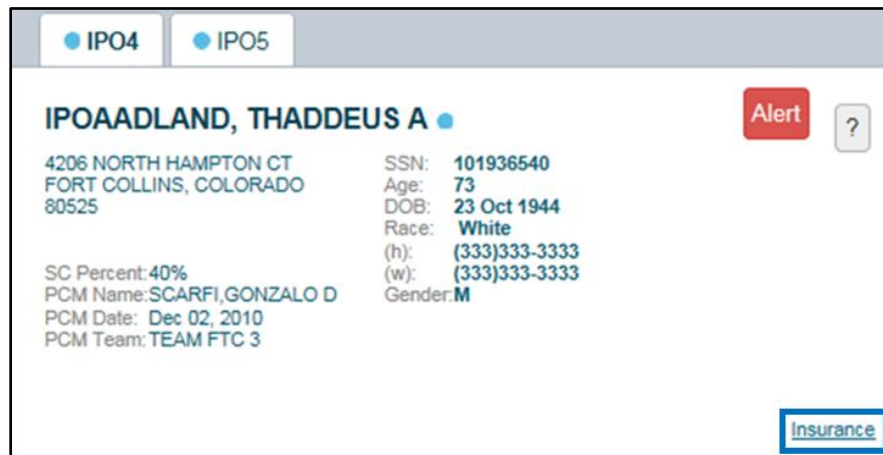 IPO4
IPO5
IPOAADLAND, THADDEUS A
Alert
?
4206 NORTH HAMPTON CT
FORT COLLINS, COLORADO
80525
SC Percent:40%
PCM Name:SCARFI,GONZALO D
PCM Date: Dec 02, 2010
PCM Team:TEAM FTC 3
SSN: 101936540
Age: 73
DOB: 23 Oct 1944
Race: White
(h): (333)333-3333
(w): (333)333-3333
Gender:M
Insurance